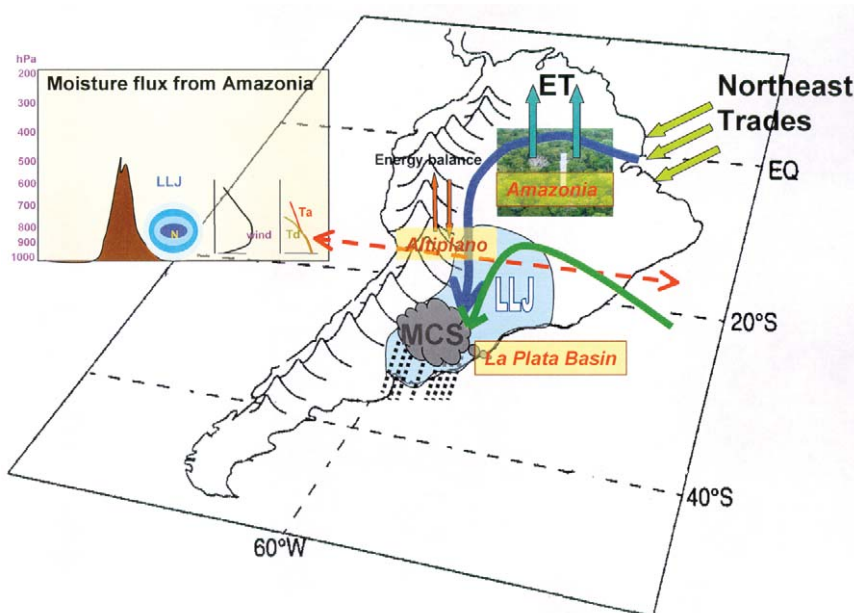 hPa
200
300
400
500
600
700
800
900
1000
Moisture flux from Amazonia
LLJ
N
wind
Ta
Td
ET
Northeast
Trades
Energy balance
Amazonia
EQ
Altiplano
LLJ
MCS
La Plata Basin
20°S
40°S
60°W